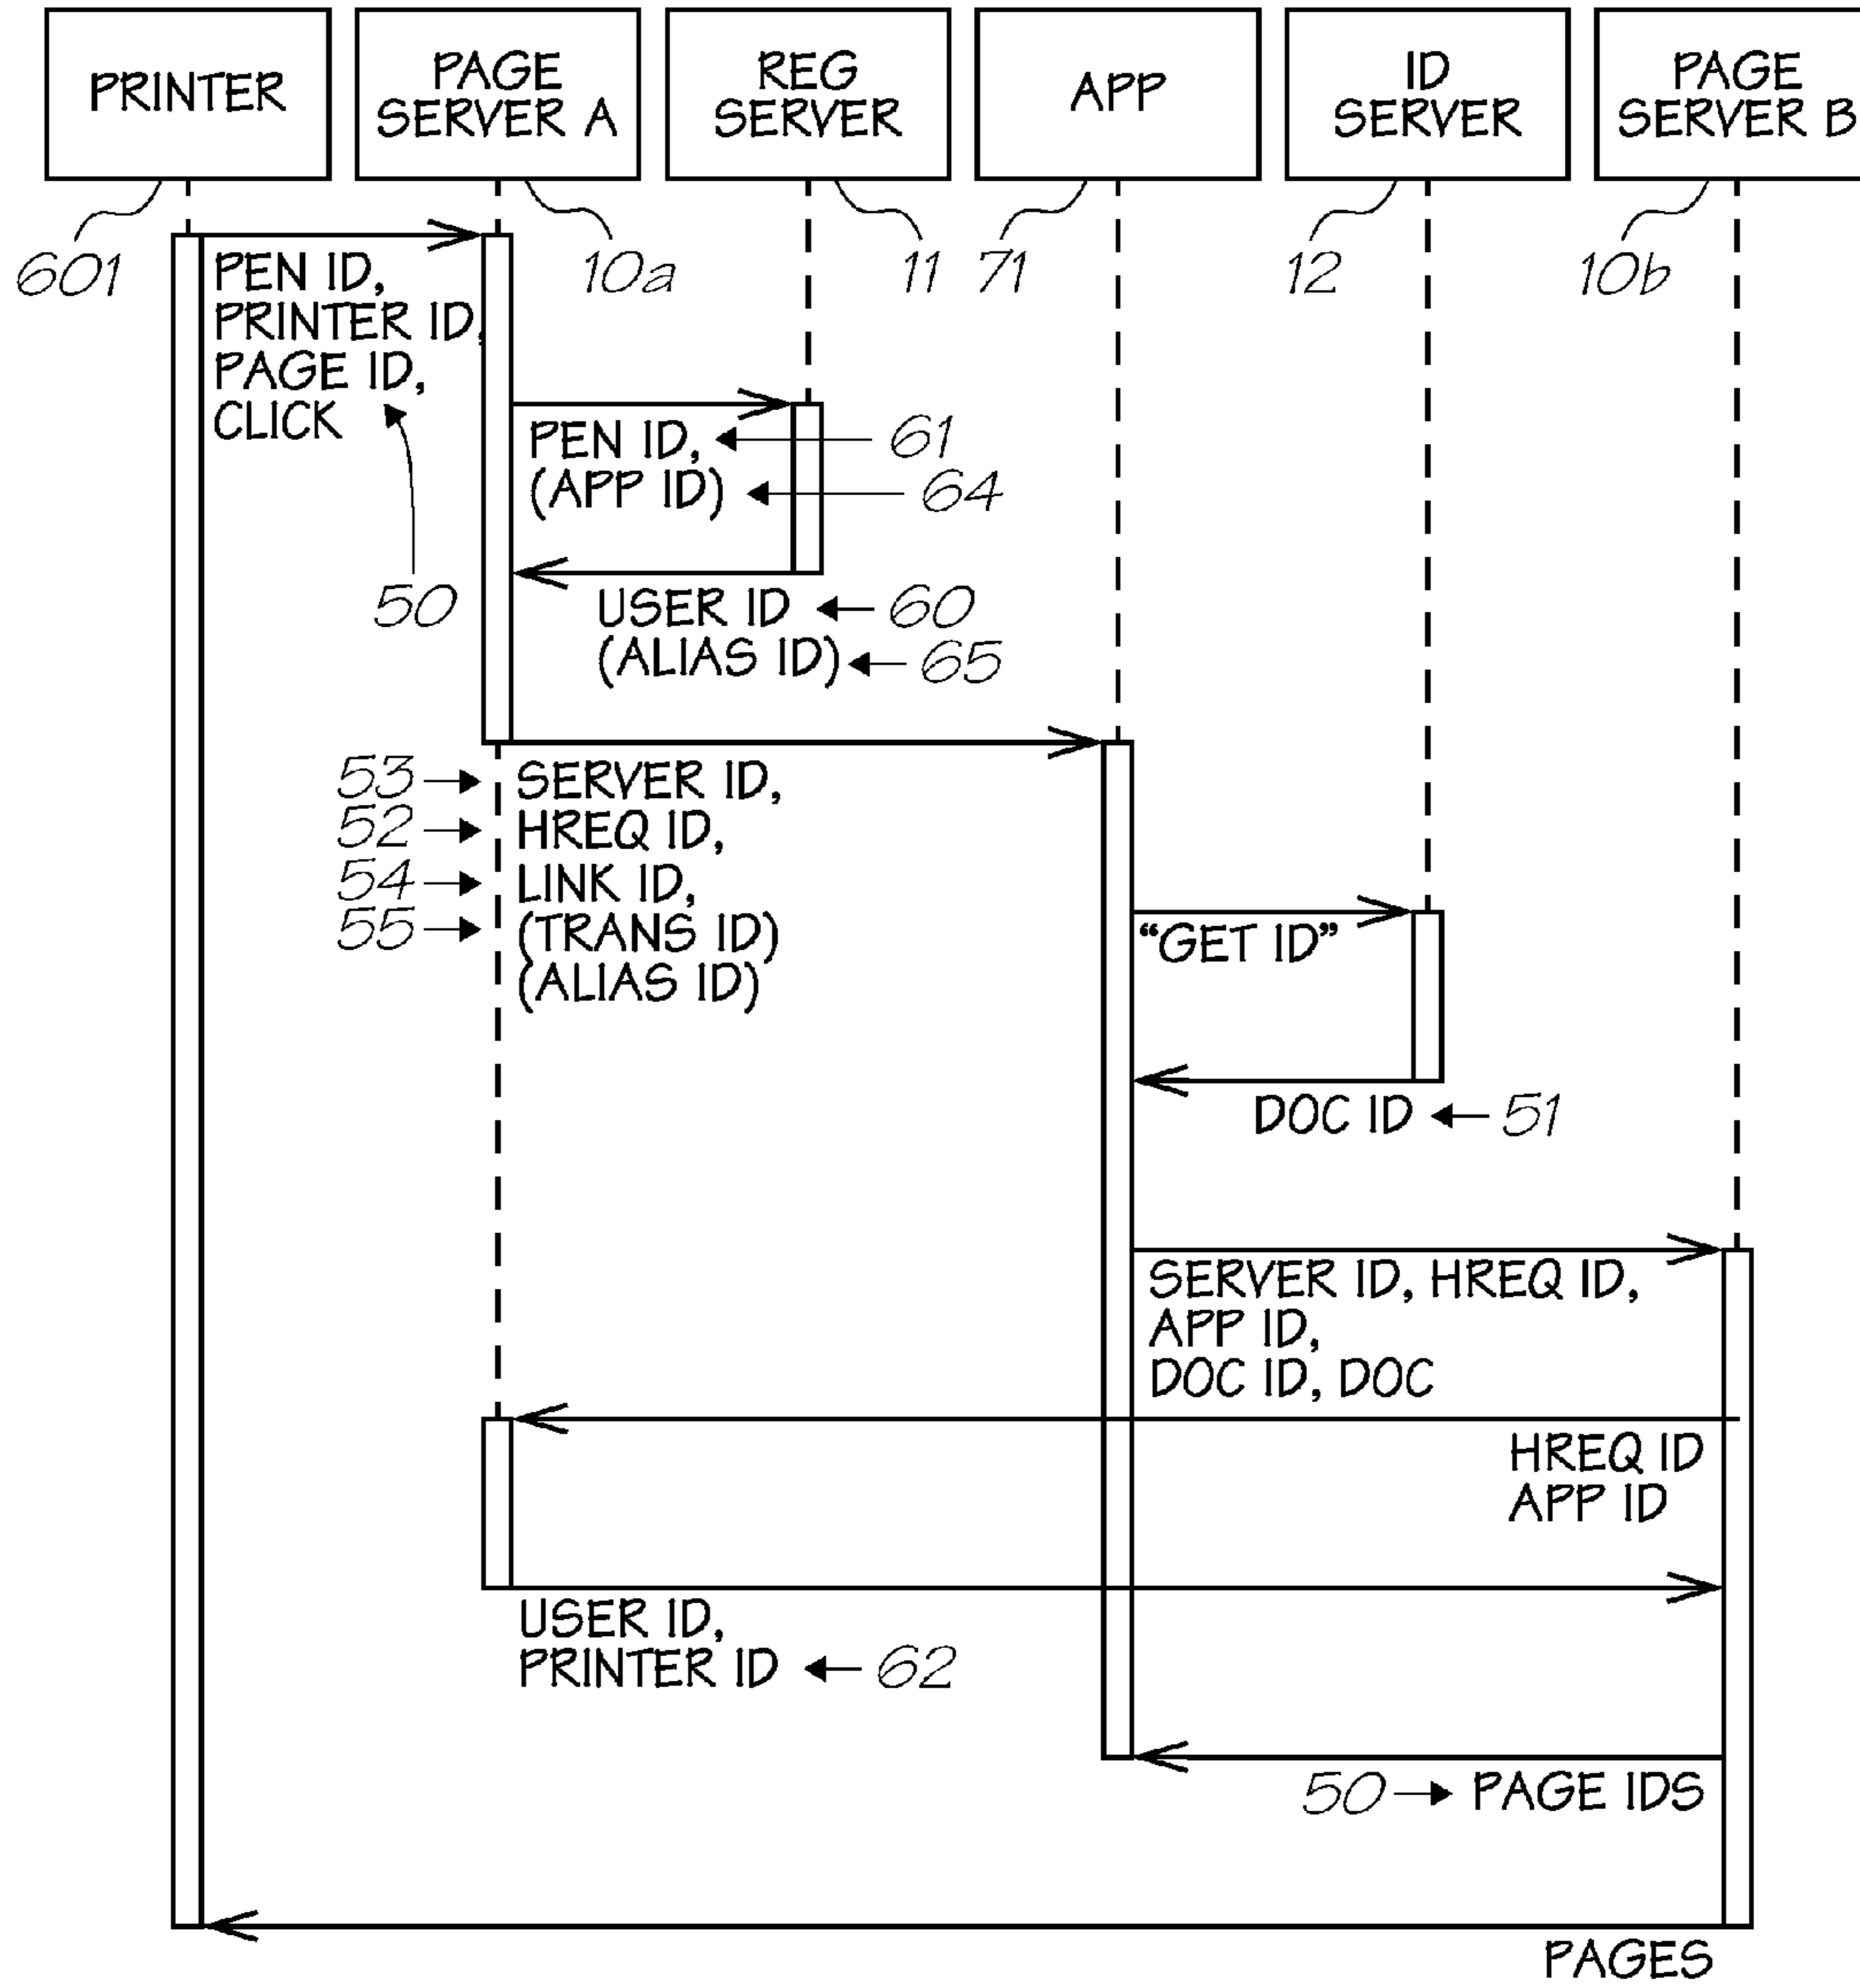 PRINTER
PAGE
SERVER A
REG
SERVER
APP
ID
SERVER
PAGE
SERVER B
601
10a
11
71
12
10b
PEN ID,
PRINTER ID,
PAGE ID,
CLICK
50
PEN ID,
61
(APP ID)
64
USER ID
60
(ALIAS ID)
65
53
SERVER ID,
52
HREQ ID,
54
LINK ID,
55
(TRANS ID)
(ALIAS ID)
“GET ID”
DOC ID
51
SERVER ID, HREQ ID,
APP ID,
DOC ID, DOC
HREQ ID
APP ID
USER ID,
PRINTER ID
62
50
PAGE IDS
PAGES